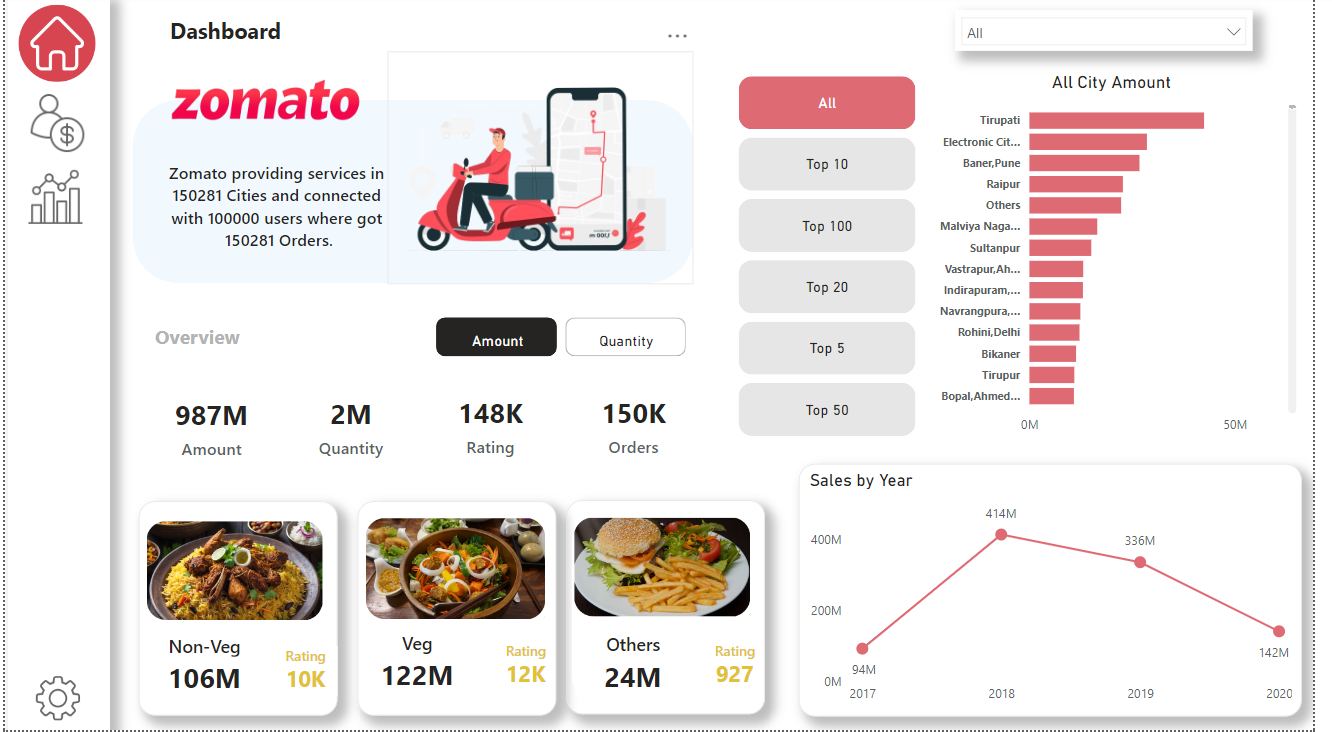 Dashboard
...
All
zomato
Zomato providing services in
150281 Cities and connected
with 100000 users where got
150281 Orders.
All
Top 10
Top 100
Top 20
Top 5
Top 50
All City Amount
Tirupati
Electronic Cit...
Baner,Pune
Raipur
Others
Malviya Naga...
Sultanpur
Vastrapur,Ah...
Indirapuram,...
Navrangpura,...
Rohini,Delhi
Bikaner
Tirupur
Bopal,Ahmed...
0M 50M
Overview
Amount
Quantity
987M
Amount
2M
Quantity
148K
Rating
150K
Orders
Non-Veg
106M
Rating
10K
Veg
122M
Rating
12K
Others
24M
Rating
927
Sales by Year
400M
200M
0M
94M
414M
336M
142M
2017 2018 2019 2020